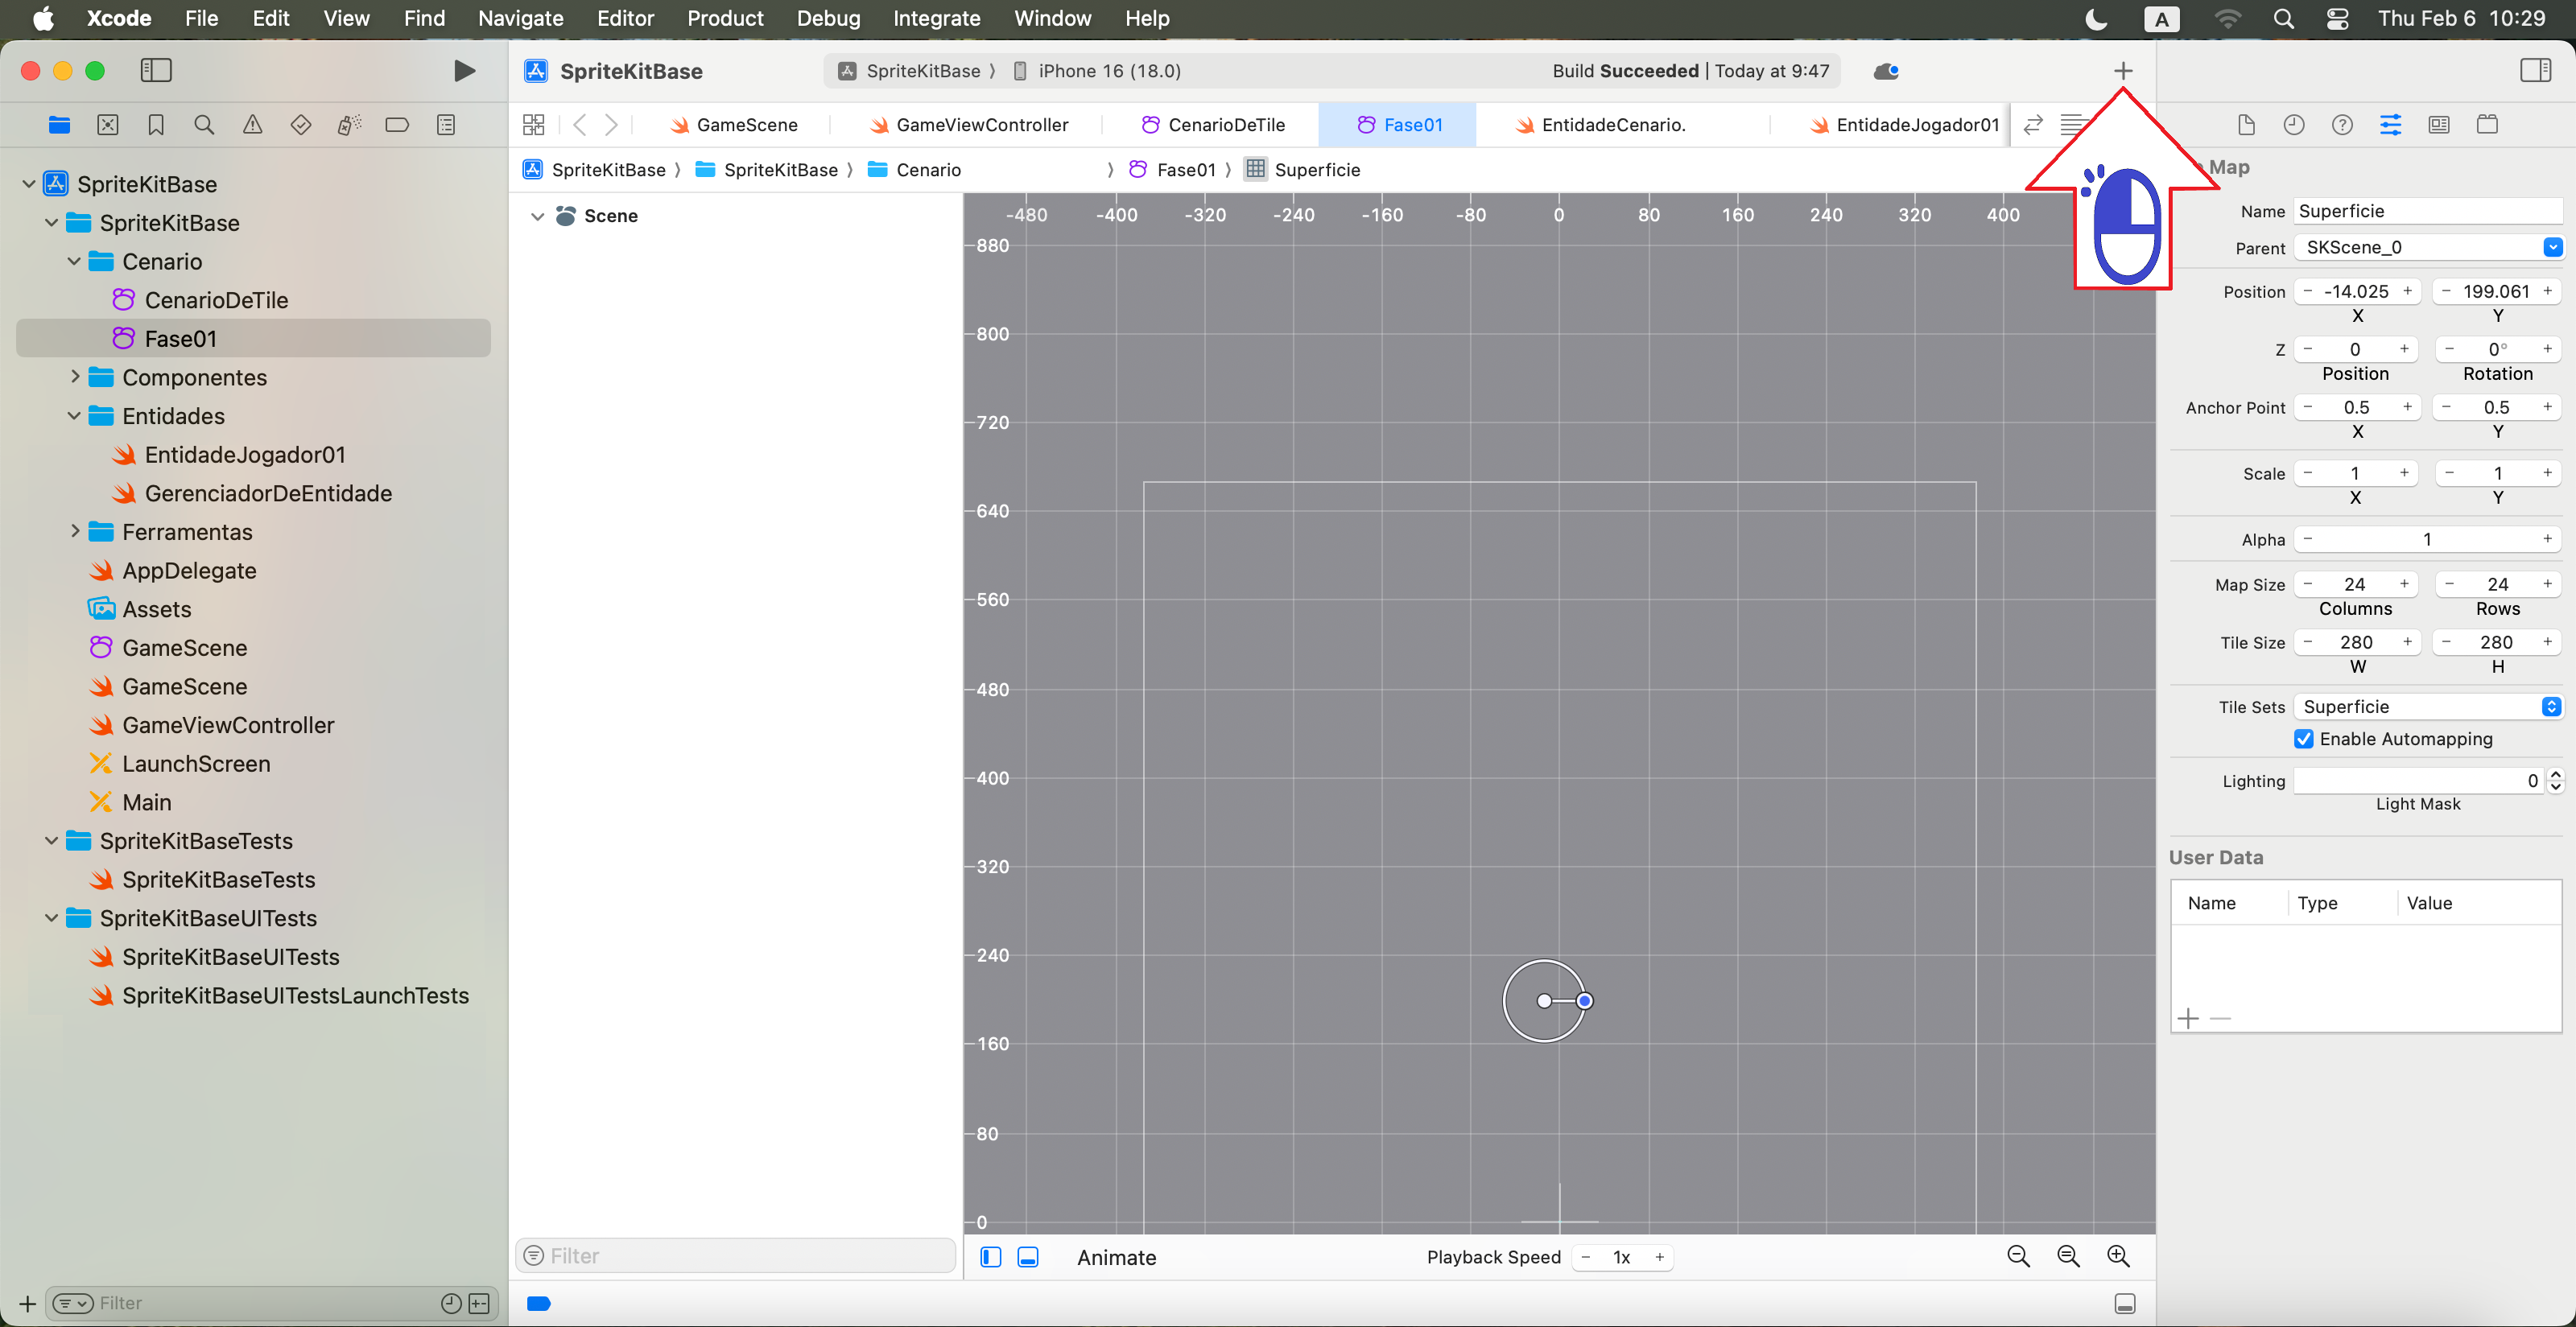 Xcode File Edit View Find Navigate Editor Product Debug Integrate Window Help A Thu Feb 6 10:29
SpriteKitBase SpriteKitBase iPhone 16 (18.0) Build Succeeded | Today at 9:47
GameScene GameViewController CenarioDeTile Fase01 EntidadeCenario. EntidadeJogador01
SpriteKitBase SpriteKitBase Cenario Fase01 Superficie
SpriteKitBase
SpriteKitBase
Cenario
CenarioDeTile
Fase01
Componentes
Entidades
EntidadeJogador01
GerenciadorDeEntidade
Ferramentas
AppDelegate
Assets
GameScene
GameScene
GameViewController
LaunchScreen
Main
SpriteKitBaseTests
SpriteKitBaseTests
SpriteKitBaseUITests
SpriteKitBaseUITests
SpriteKitBaseUITestsLaunchTests
Filter
Scene
Filter
-480 -400 -320 -240 -160 -80 0 80 160 240 320 400
880
800
720
640
560
480
400
320
240
160
80
0
Animate Playback Speed - 1x +
Map
Name Superficie
Parent SKScene_0
Position - -14.025 + - 199.061 +
X Y
Z - 0 + - 0° +
Position Rotation
Anchor Point - 0.5 + - 0.5 +
X Y
Scale - 1 + - 1 +
X Y
Alpha - 1 +
Map Size - 24 + - 24 +
Columns Rows
Tile Size - 280 + - 280 +
W H
Tile Sets Superficie
Enable Automapping
Lighting 0
Light Mask
User Data
Name Type Value